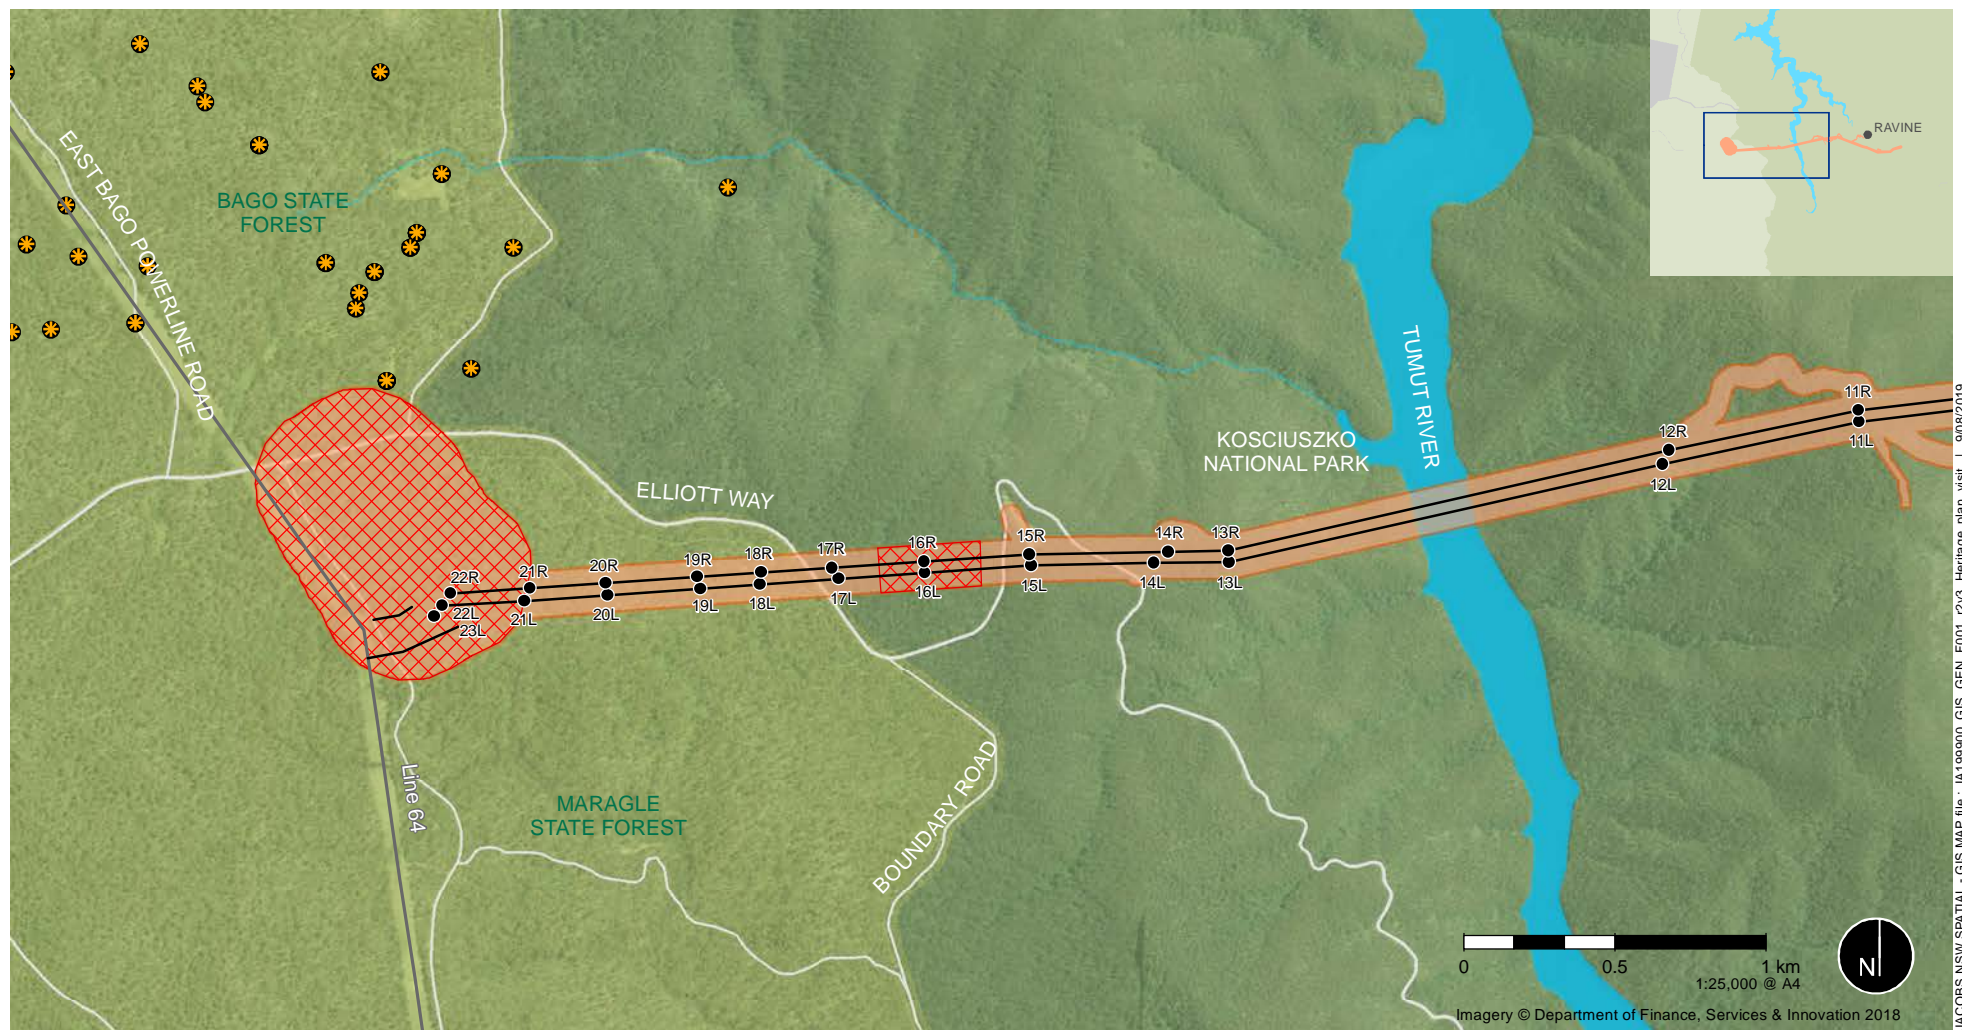 RAVINE
EAST BAGO POWERLINE ROAD
BAGO STATE
FOREST
TUMUT RIVER
KOSCIUSZKO
NATIONAL PARK
ELLIOTT WAY
11R
11L
12R
12L
13R
13L
14R
14L
15R
15L
16R
16L
17R
17L
18R
18L
19R
19L
20R
20L
21R
21L
22R
22L
23L
Line 64
MARAGLE
STATE FOREST
BOUNDARY ROAD
0 0.5 1 km
1:25,000 @ A4
N
Imagery © Department of Finance, Services & Innovation 2018